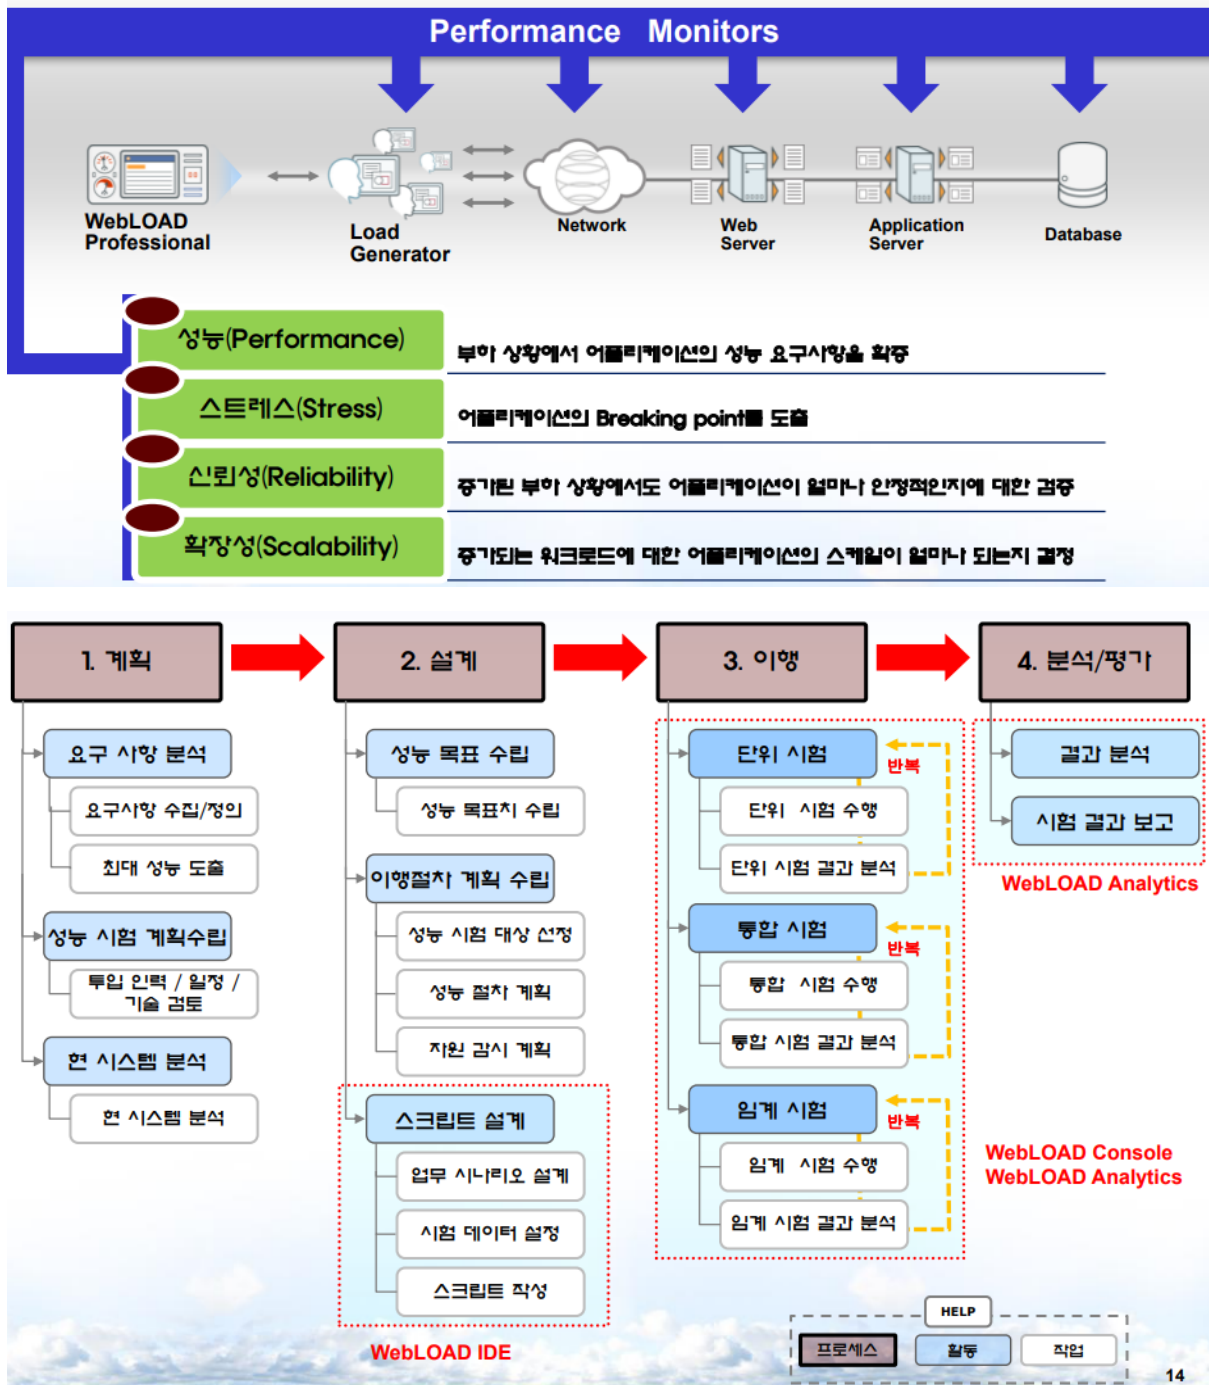 Performance Monitors
WebLOAD
Professional
Load
Generator
Network
Web
Server
Application
Server
Database
성능(Performance)
부하 상황에서 어플리케이션의 성능 요구사항을 확증
스트레스(Stress)
어플리케이션의 Breaking point를 도출
신뢰성(Reliability)
증가된 부하 상황에서도 어플리케이션이 얼마나 안정적인지에 대한 검증
확장성(Scalability)
증가되는 워크로드에 대한 어플리케이션의 스케일이 얼마나 되는지 결정
1. 계획
요구 사항 분석
요구사항 수집/정의
최대 성능 도출
성능 시험 계획수립
투입 인력 / 일정 /
기술 검토
현 시스템 분석
현 시스템 분석
2. 설계
성능 목표 수립
성능 목표치 수립
이행절차 계획 수립
성능 시험 대상 선정
성능 절차 계획
자원 감시 계획
스크립트 설계
업무 시나리오 설계
시험 데이터 설정
스크립트 작성
WebLOAD IDE
3. 이행
단위 시험
반복
단위 시험 수행
단위 시험 결과 분석
통합 시험
반복
통합 시험 수행
통합 시험 결과 분석
임계 시험
반복
임계 시험 수행
임계 시험 결과 분석
WebLOAD Console
WebLOAD Analytics
4. 분석/평가
결과 분석
시험 결과 보고
WebLOAD Analytics
HELP
프로세스
활동
작업
14